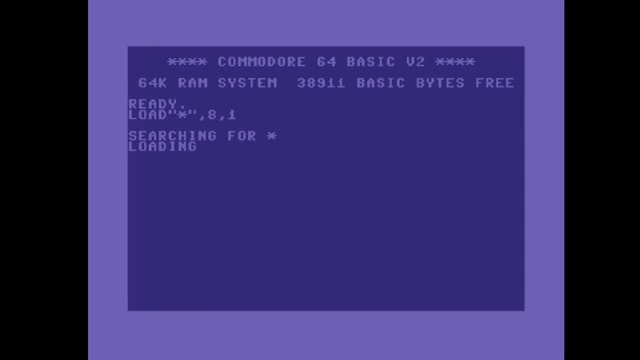 **** COMMODORE 64 BASIC V2 ****
64K RAM SYSTEM  38911 BASIC BYTES FREE
READY.
LOAD"*",8,1
SEARCHING FOR *
LOADING